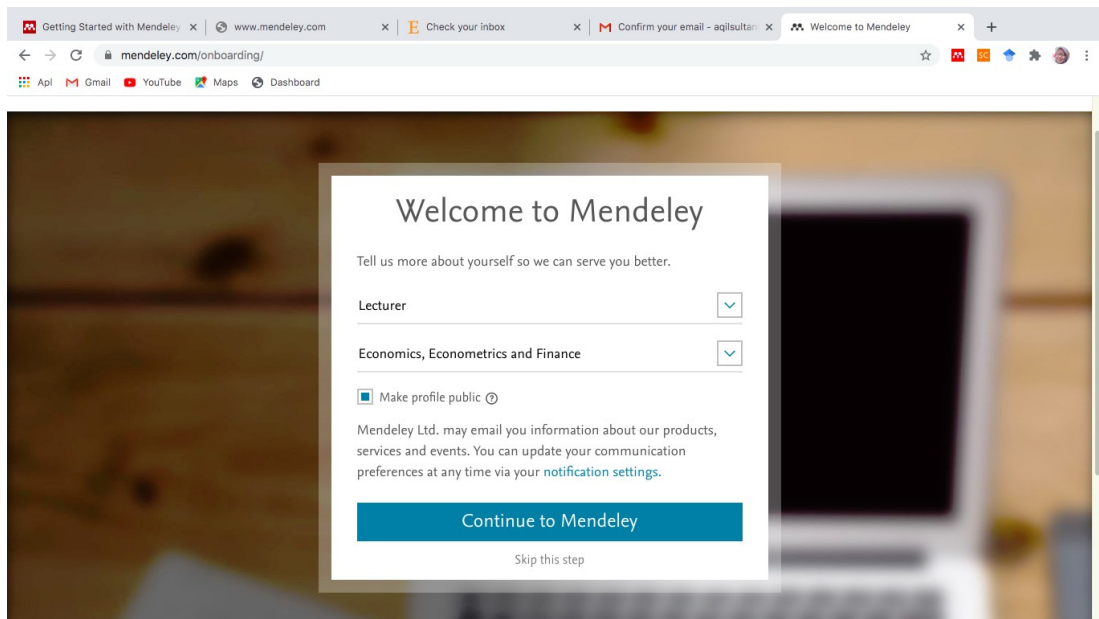 Getting Started with Mendeley
www.mendeley.com
Check your inbox
Confirm your email - aqilsultan
Welcome to Mendeley
mendeley.com/onboarding/
SC
Apl Gmail YouTube Maps Dashboard
Welcome to Mendeley
Tell us more about yourself so we can serve you better.
Lecturer
Economics, Econometrics and Finance
Make profile public ?
Mendeley Ltd. may email you information about our products,
services and events. You can update your communication
preferences at any time via your notification settings.
Continue to Mendeley
Skip this step